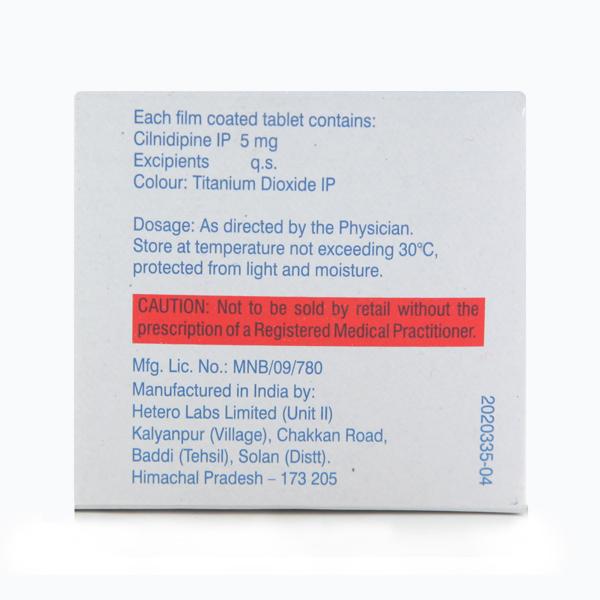 Each film coated tablet contains:
Cilnidipine IP 5 mg
Excipients q.s.
Colour: Titanium Dioxide IP
Dosage: As directed by the Physician.
Store at temperature not exceeding 30°C,
protected from light and moisture.
CAUTION: Not to be sold by retail without the
prescription of a Registered Medical Practitioner.
Mfg. Lic. No.: MNB/09/780
Manufactured in India by:
Hetero Labs Limited (Unit II)
Kalyanpur (Village), Chakkan Road,
Baddi (Tehsil), Solan (Distt).
Himachal Pradesh – 173 205
2020335-04